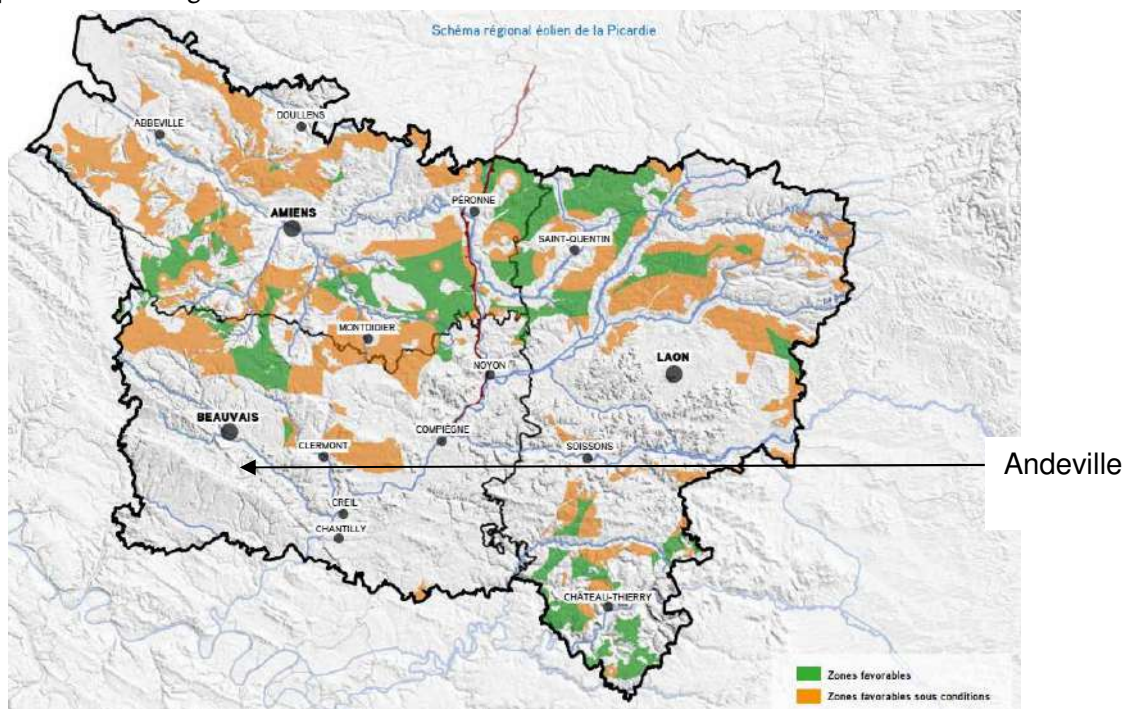 Schéma régional éolien de la Picardie
DOULLENS
ABBEVILLE
PÉRONNE
AMIENS
SAINT-QUENTIN
MONTDIDIER
NOYON
LAON
BEAUVAIS
COMPIÈGNE
CLERMONT
SOISSONS
Andeville
CREIL
CHANTILLY
CHÂTEAU-THIERRY
Zones favorables
Zones favorables sous conditions